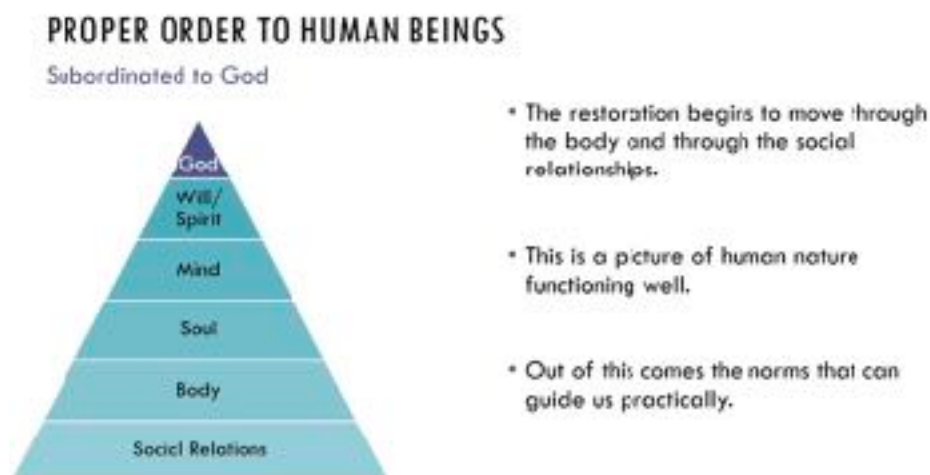 PROPER ORDER TO HUMAN BEINGS
Subordinated to God
God
Will/
Spirit
Mind
Soul
Body
Social Relations
• The restoration begins to move through
the body and through the social
relationships.
• This is a picture of human nature
functioning well.
• Out of this comes the norms that can
guide us practically.